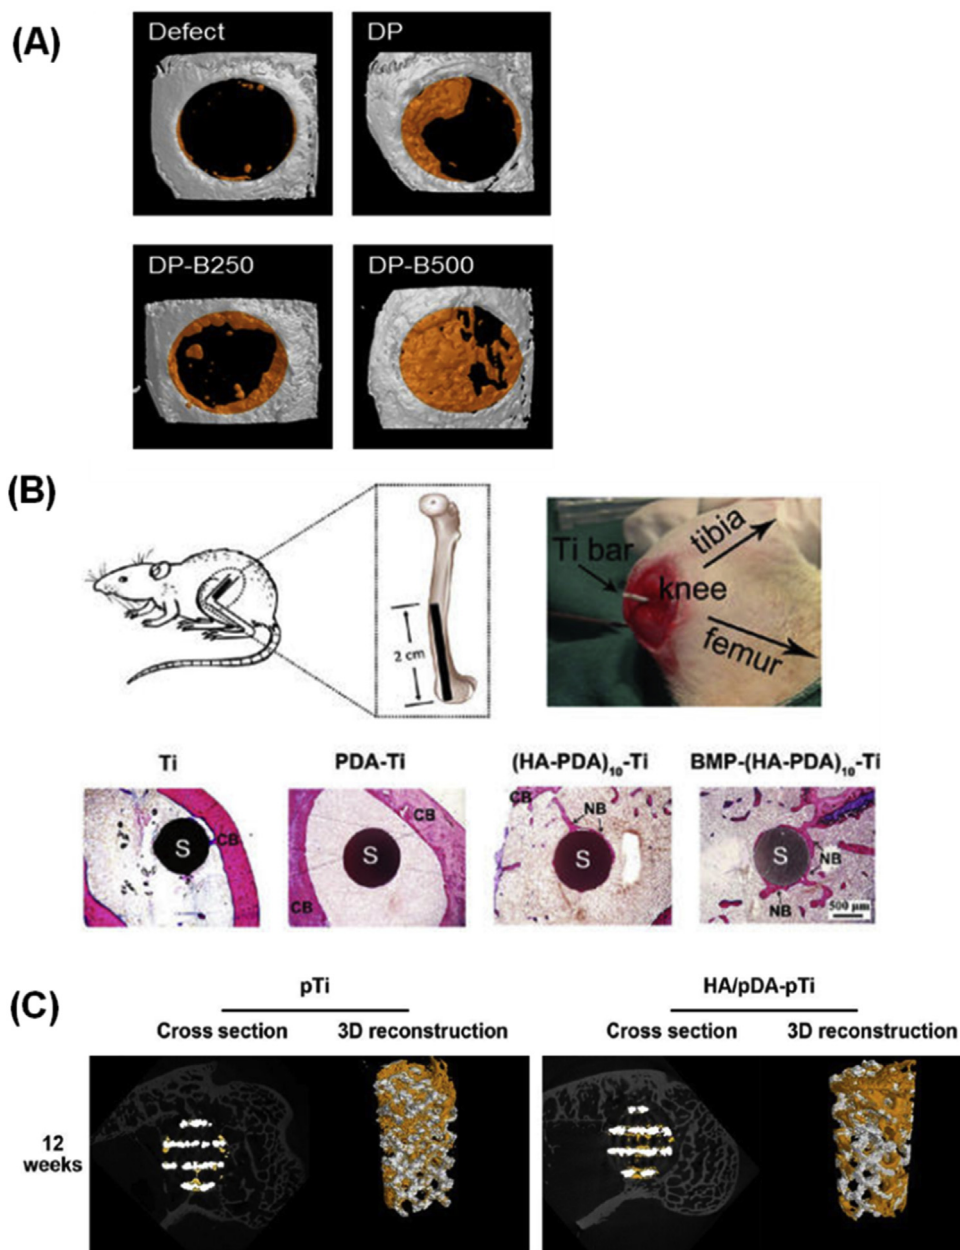 (A)
Defect
DP
DP-B250
DP-B500
(B)
2 cm
Ti bar
tibia
knee
femur
Ti
PDA-Ti
(HA-PDA)₁₀-Ti
BMP-(HA-PDA)₁₀-Ti
S
CB
S
CB
CB
CB
NB
S
S
NB
NB
500 μm
(C)
pTi
HA/pDA-pTi
Cross section
3D reconstruction
Cross section
3D reconstruction
12
weeks